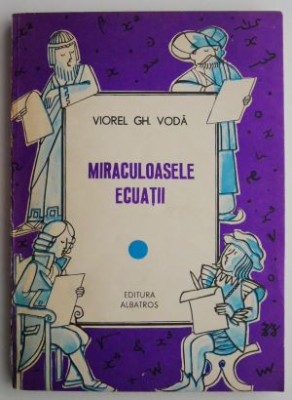 VIOREL GH. VODĂ
MIRACULOASELE
ECUAȚII
EDITURA
ALBATROS